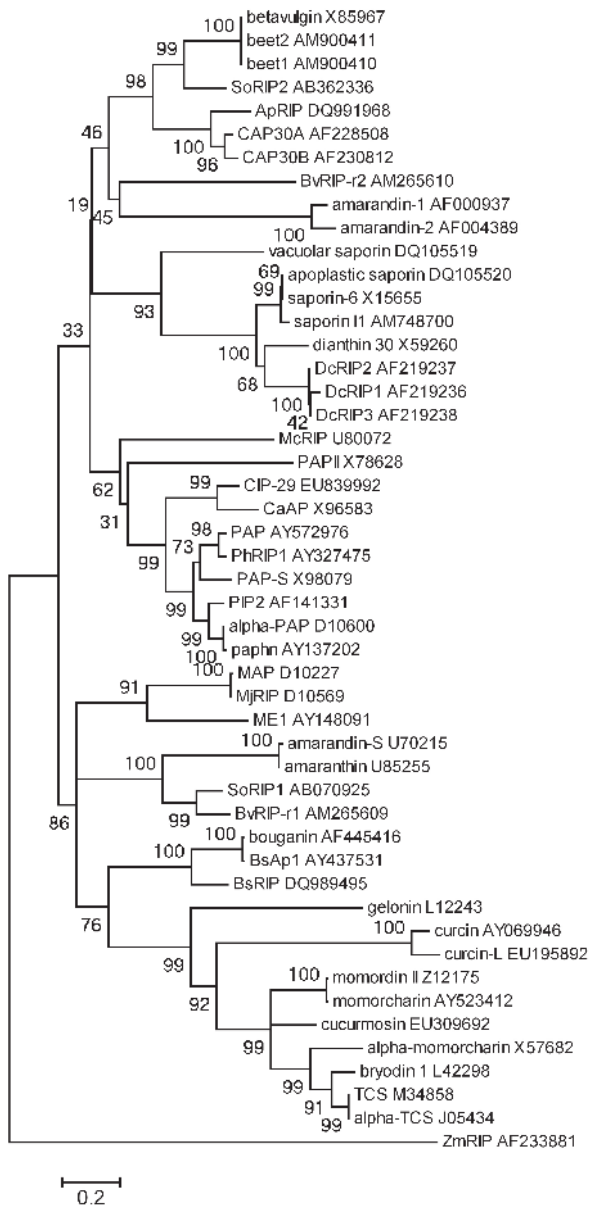 betavulgin X85967
100
beet2 AM900411
99
beet1 AM900410
98
SoRIP2 AB362336
ApRIP DQ991968
46
CAP30A AF228508
100
CAP30B AF230812
96
BvRIP-r2 AM265610
19
amarandin-1 AF000937
45
amarandin-2 AF004389
100
vacuolar saporin DQ105519
69
apoplastic saporin DQ105520
99
saporin-6 X15655
93
saporin I1 AM748700
33
dianthin 30 X59260
100
DcRIP2 AF219237
68
DcRIP1 AF219236
100
DcRIP3 AF219238
42
McRIP U80072
PAPII X78628
62
99
CIP-29 EU839992
CaAP X96583
31
98
PAP AY572976
73
PhRIP1 AY327475
99
PAP-S X98079
PIP2 AF141331
99
alpha-PAP D10600
99
paphn AY137202
100
100
MAP D10227
91
MjRIP D10569
ME1 AY148091
100
amarandin-S U70215
100
amaranthin U85255
SoRIP1 AB070925
86
99
BvRIP-r1 AM265609
100
bouganin AF445416
100
BsAp1 AY437531
BsRIP DQ989495
76
gelonin L12243
100
curcin AY069946
99
curcin-L EU195892
100
momordin II Z12175
92
momorcharin AY523412
cucurmosin EU309692
99
alpha-momorcharin X57682
99
bryodin 1 L42298
91
TCS M34858
99
alpha-TCS J05434
ZmRIP AF233881
0.2